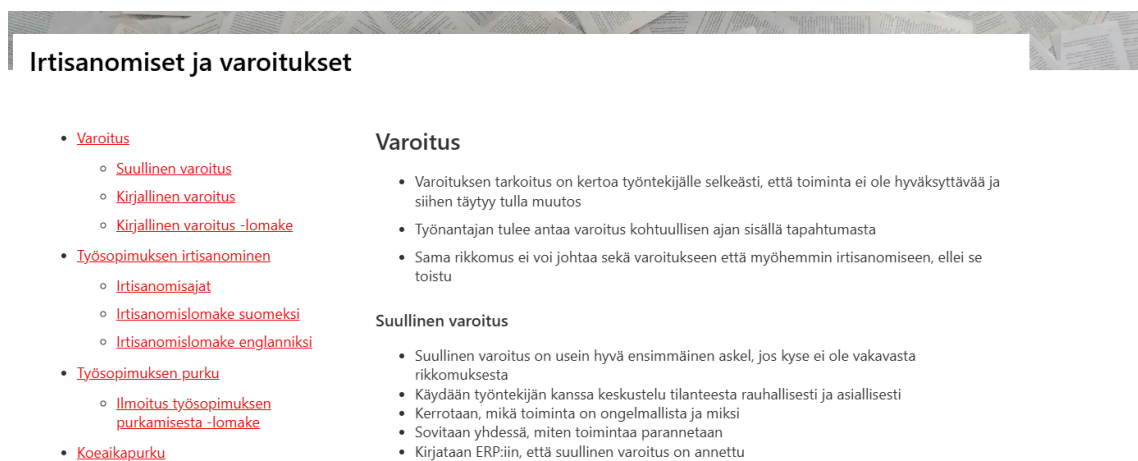 Irtisanomiset ja varoitukset
Varoitus
Suullinen varoitus
Kirjallinen varoitus
Kirjallinen varoitus -lomake
Työsopimuksen irtisanominen
Irtisanomisajat
Irtisanomislomake suomeksi
Irtisanomislomake englanniksi
Työsopimuksen purku
Ilmoitus työsopimuksen
purkamisesta -lomake
Koeaikapurku
Varoitus
Varoituksen tarkoitus on kertoa työntekijälle selkeästi, että toiminta ei ole hyväksyttävää ja
siihen täytyy tulla muutos
Työnantajan tulee antaa varoitus kohtuullisen ajan sisällä tapahtumasta
Sama rikkomus ei voi johtaa sekä varoitukseen että myöhemmin irtisanomiseen, ellei se
toistu
Suullinen varoitus
Suullinen varoitus on usein hyvä ensimmäinen askel, jos kyse ei ole vakavasta
rikkomuksesta
Käydään työntekijän kanssa keskustelu tilanteesta rauhallisesti ja asiallisesti
Kerrotaan, mikä toiminta on ongelmallista ja miksi
Sovitaan yhdessä, miten toimintaa parannetaan
Kirjataan ERP:iin, että suullinen varoitus on annettu